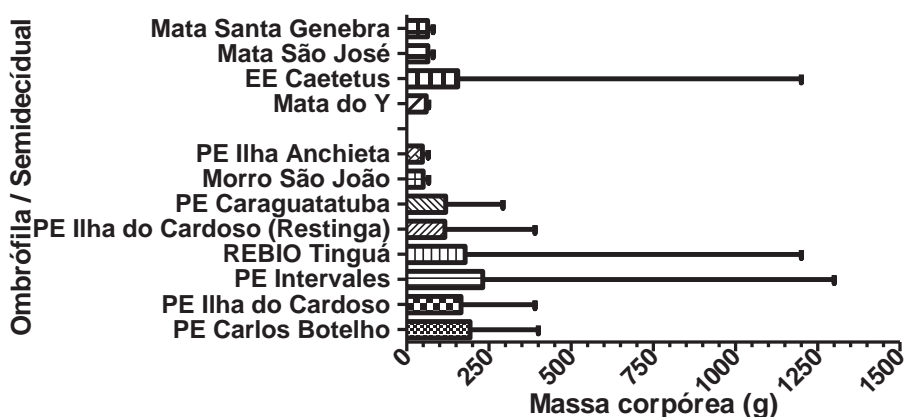 Ombrófila / Semidecídual
Mata Santa Genebra
Mata São José
EE Caetetus
Mata do Y
PE Ilha Anchieta
Morro São João
PE Caraguatatuba
PE Ilha do Cardoso (Restinga)
REBIO Tinguá
PE Intervales
PE Ilha do Cardoso
PE Carlos Botelho
0 250 500 750 1000 1250 1500
Massa corpórea (g)